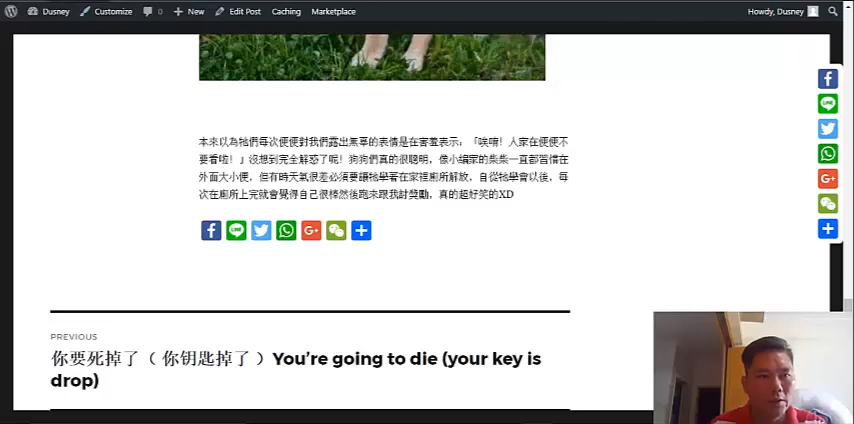 Dusney Customize 0 New Edit Post Caching Marketplace Howdy, Dusney
本來以為牠們每次便便對我們露出無辜的表情是在害羞表示：「唉唷！人家在便便不
要看啦！」沒想到完全解惑了呢！狗狗們真的很聰明，像小編家的柴柴一直都習慣在
外面大小便，但有時天氣很差必須要讓牠學著在家裡廁所解放，自從牠學會以後，每
次在廁所上完就會覺得自己很棒然後跑來跟我討獎勵，真的超好笑的XD
PREVIOUS
你要死掉了（ 你钥匙掉了 ）You’re going to die (your key is
drop)